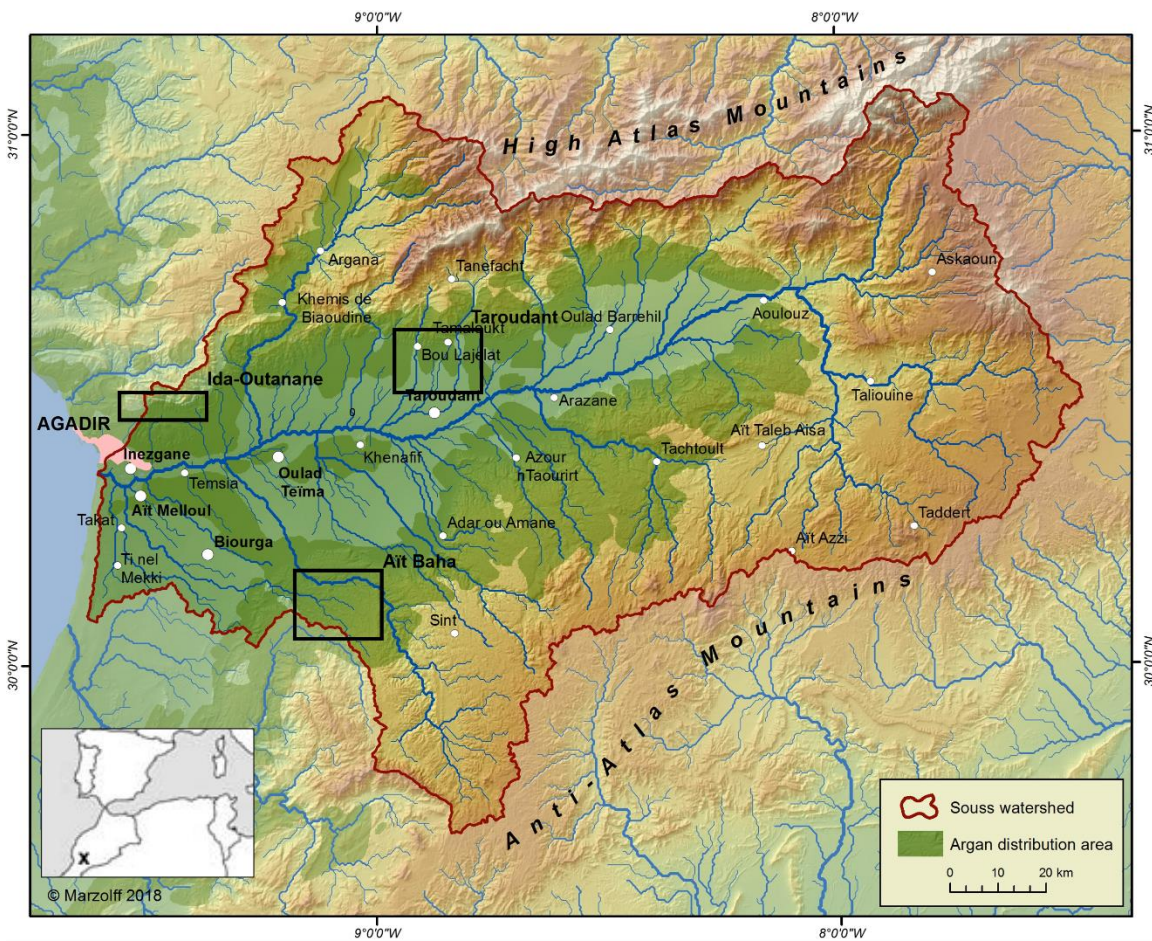 9°0'0"W
8°0'0"W
31°0'0"N
31°0'0"N
High Atlas Mountains
Askaoun
Argana
Tanefacht
Khemis de
Biaoudine
Taroudant
Oulad Barrehil
Aoulouz
Tamaloukt
Bou Lajelat
Ida-Outanane
Taliouine
Taroudant
Arazane
AGADIR
Inezgane
Khenafif
Azour
n Taourirt
Tachtoult
Aït Taleb Aisa
Temsia
Oulad
Teïma
Aït Melloul
Takat
Taddert
Adar ou Amane
Biourga
Aït Azzi
Ti nel
Mekki
Aït Baha
Sint
30°0'0"N
30°0'0"N
Anti-Atlas Mountains
x
© Marzolff 2018
Souss watershed
Argan distribution area
0 10 20 km
9°0'0"W
8°0'0"W